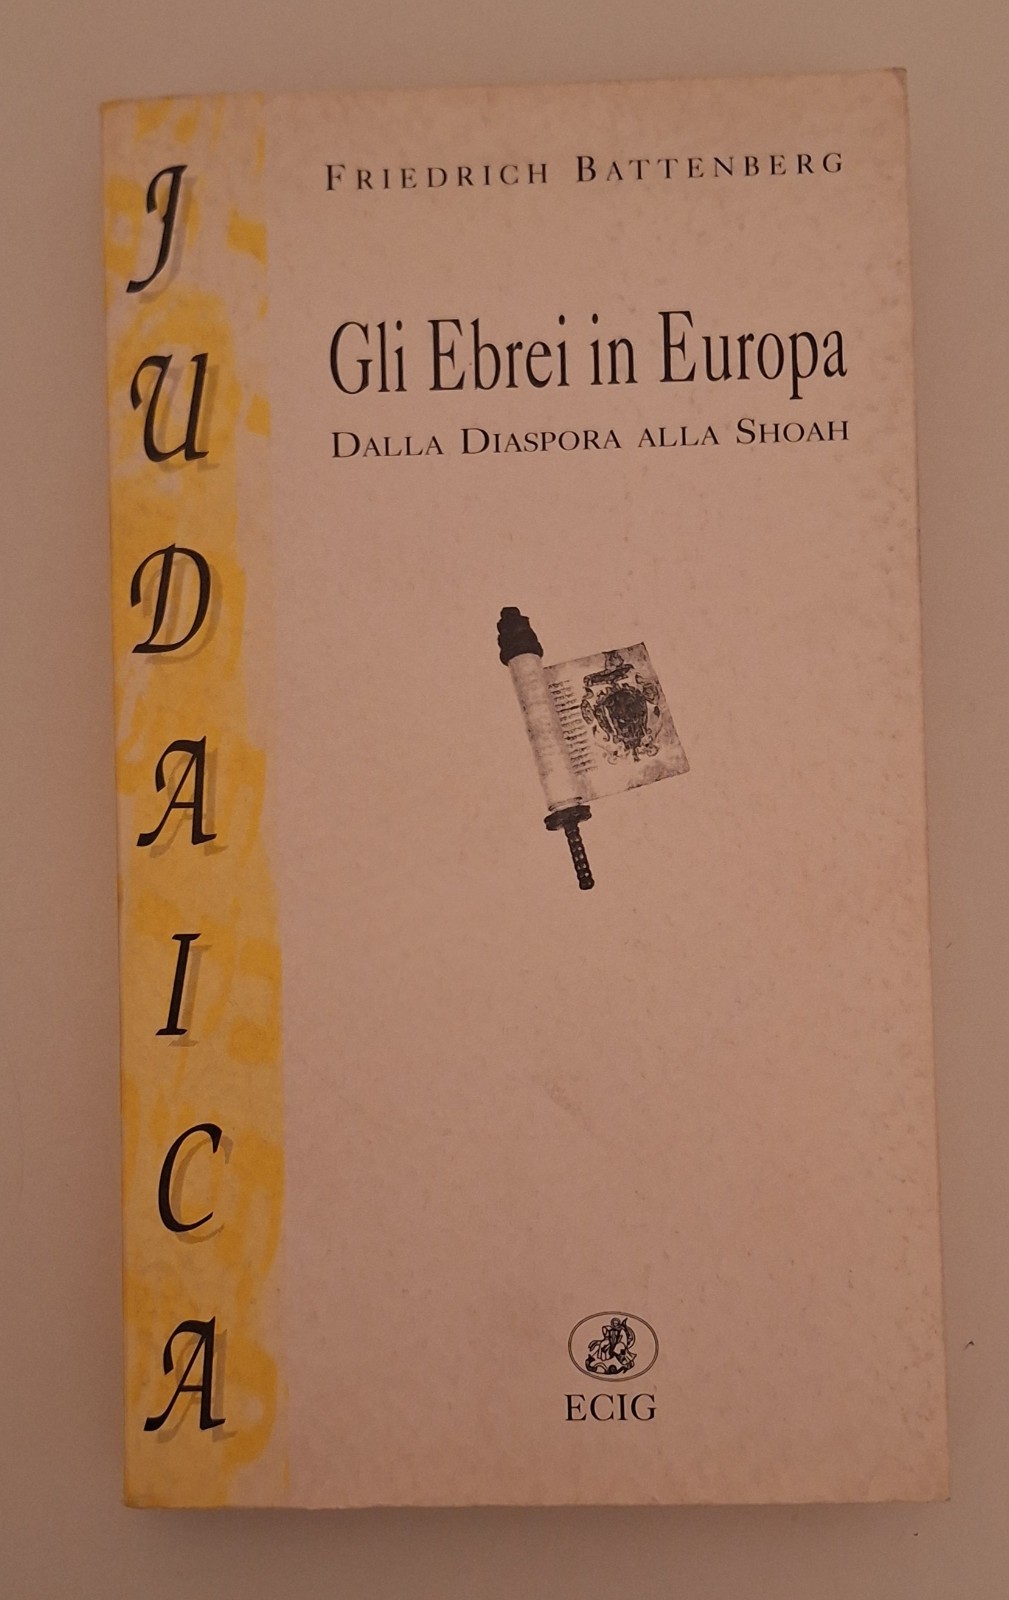 JUDAICA
FRIEDRICH BATTENBERG
Gli Ebrei in Europa
DALLA DIASPORA ALLA SHOAH
ECIG